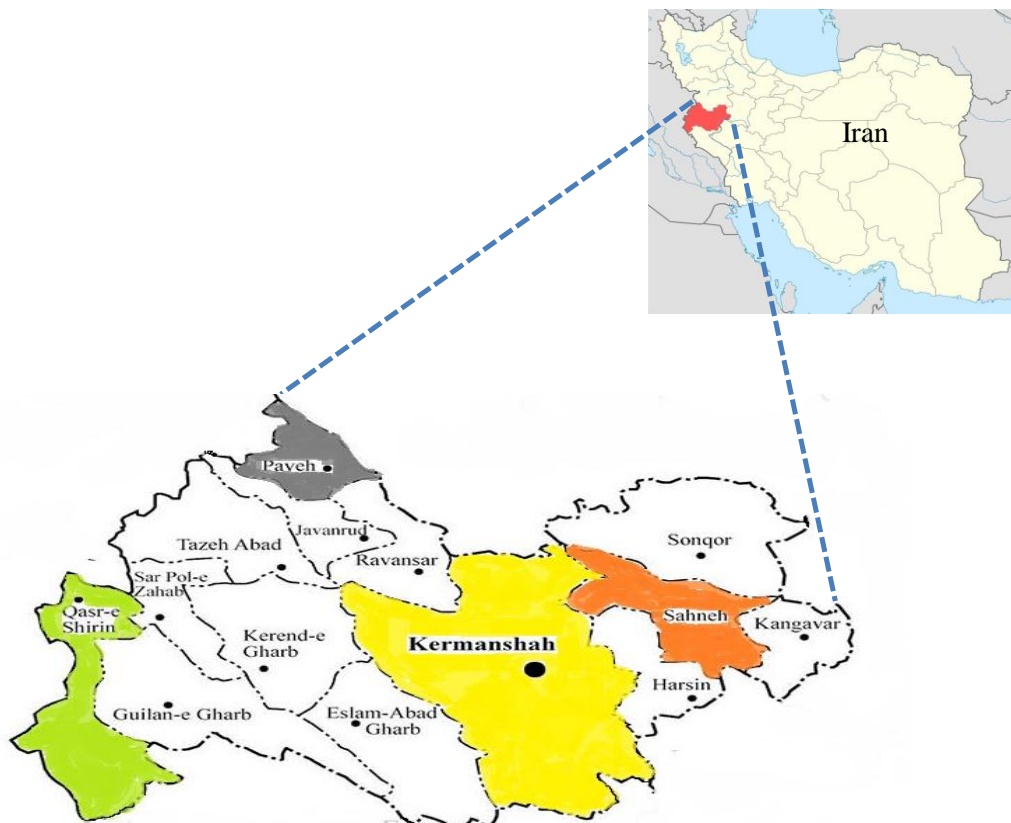 Iran
Paveh
Javanrud
Sonqor
Tazeh Abad
Ravansar
Sar Pol-e
Zahab
Qasr-e
Shirin
Sahneh
Kangavar
Kerend-e
Gharb
Kermanshah
Harsin
Guilan-e Gharb
Eslam-Abad
Gharb